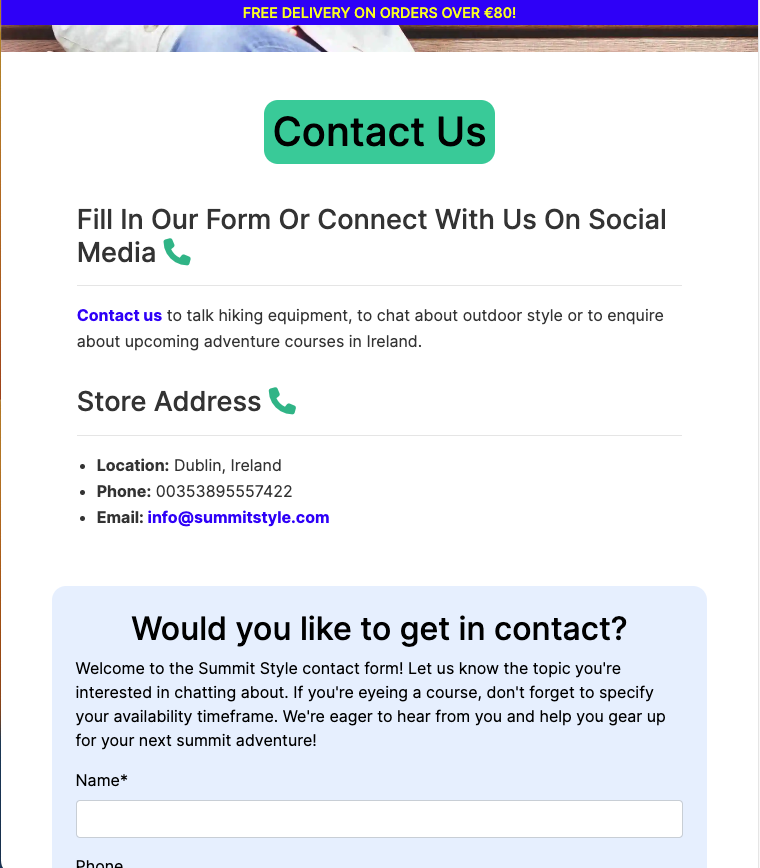 FREE DELIVERY ON ORDERS OVER €80!
Contact Us
Fill In Our Form Or Connect With Us On Social
Media
Contact us to talk hiking equipment, to chat about outdoor style or to enquire
about upcoming adventure courses in Ireland.
Store Address
Location: Dublin, Ireland
Phone: 00353895557422
Email: info@summitstyle.com
Would you like to get in contact?
Welcome to the Summit Style contact form! Let us know the topic you're
interested in chatting about. If you're eyeing a course, don't forget to specify
your availability timeframe. We're eager to hear from you and help you gear up
for your next summit adventure!
Name*
Phone